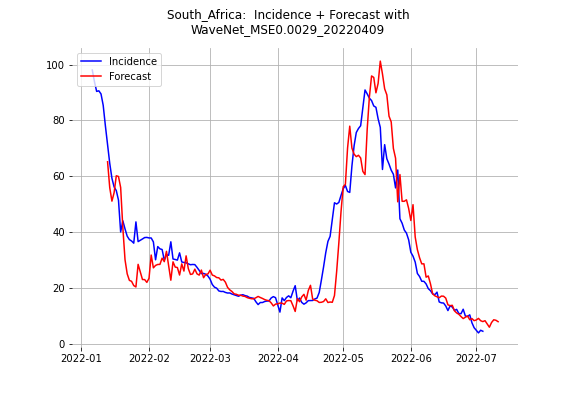 South_Africa:  Incidence + Forecast with
WaveNet_MSE0.0029_20220409
Incidence
Forecast
100
80
60
40
20
0
2022-01 2022-02 2022-03 2022-04 2022-05 2022-06 2022-07